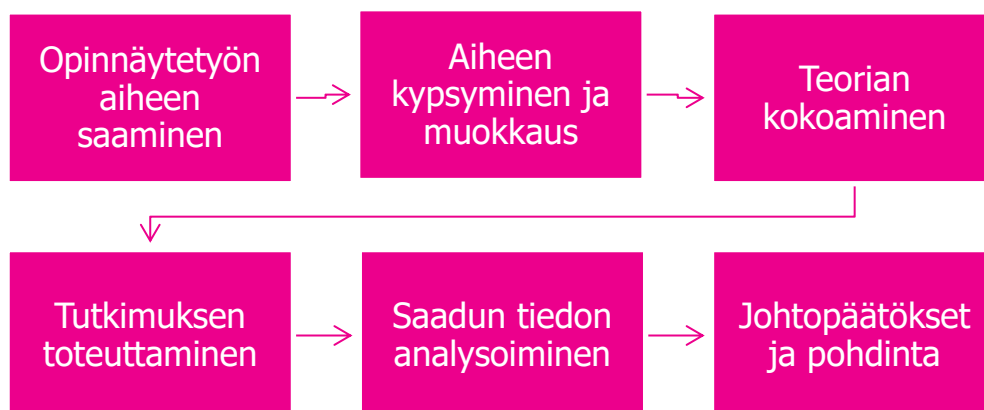 Opinnäytetyön
aiheen
saaminen
Aiheen
kypsyminen ja
muokkaus
Teorian
kokoaminen
Tutkimuksen
toteuttaminen
Saadun tiedon
analysoiminen
Johtopäätökset
ja pohdinta